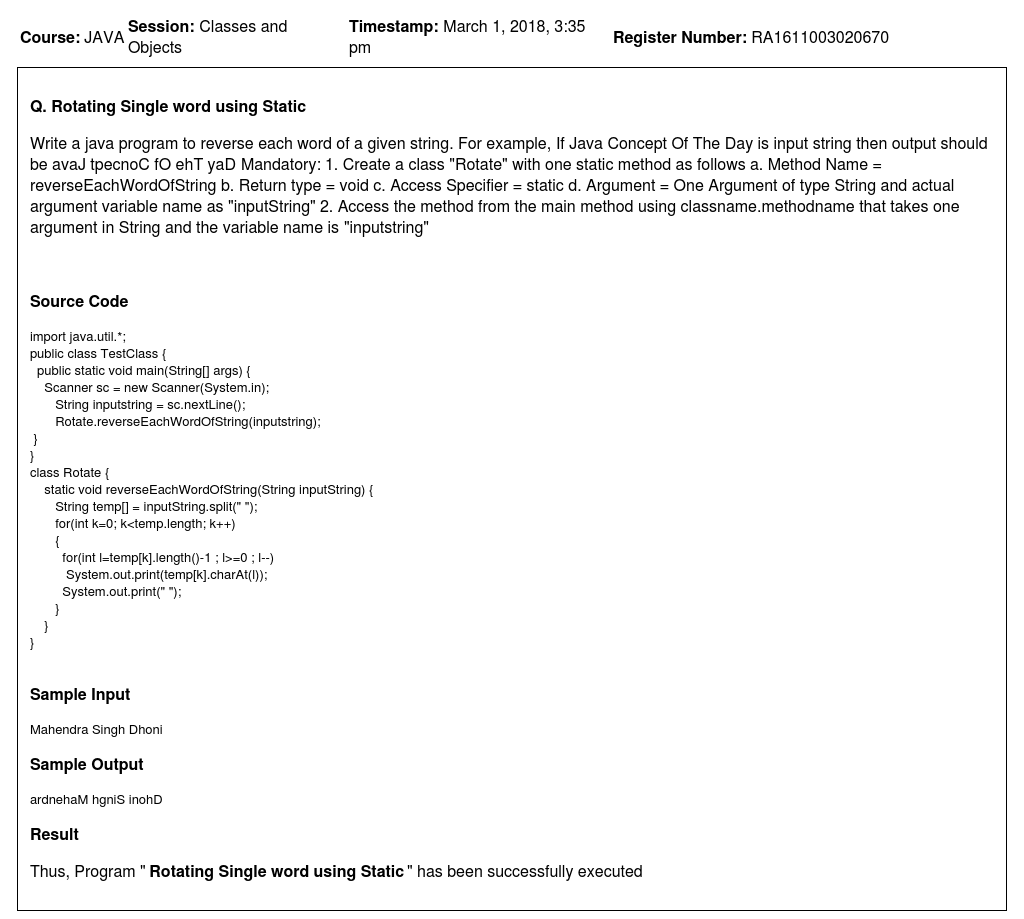 Course: JAVA Session: Classes and Objects Timestamp: March 1, 2018, 3:35 pm Register Number: RA1611003020670
Q. Rotating Single word using Static
Write a java program to reverse each word of a given string. For example, If Java Concept Of The Day is input string then output should
be avaJ tpecnoC fO ehT yaD Mandatory: 1. Create a class "Rotate" with one static method as follows a. Method Name =
reverseEachWordOfString b. Return type = void c. Access Specifier = static d. Argument = One Argument of type String and actual
argument variable name as "inputString" 2. Access the method from the main method using classname.methodname that takes one
argument in String and the variable name is "inputstring"
Source Code
import java.util.*;
public class TestClass {
public static void main(String[] args) {
Scanner sc = new Scanner(System.in);
String inputstring = sc.nextLine();
Rotate.reverseEachWordOfString(inputstring);
}
}
class Rotate {
static void reverseEachWordOfString(String inputString) {
String temp[] = inputString.split(" ");
for(int k=0; k<temp.length; k++)
{
for(int l=temp[k].length()-1 ; l>=0 ; l--)
System.out.print(temp[k].charAt(l));
System.out.print(" ");
}
}
}
Sample Input
Mahendra Singh Dhoni
Sample Output
ardnehaM hgniS inohD
Result
Thus, Program " Rotating Single word using Static " has been successfully executed